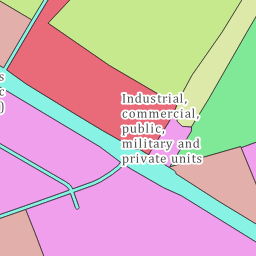 s
c
)
Industrial,
commercial,
public,
military and
private units